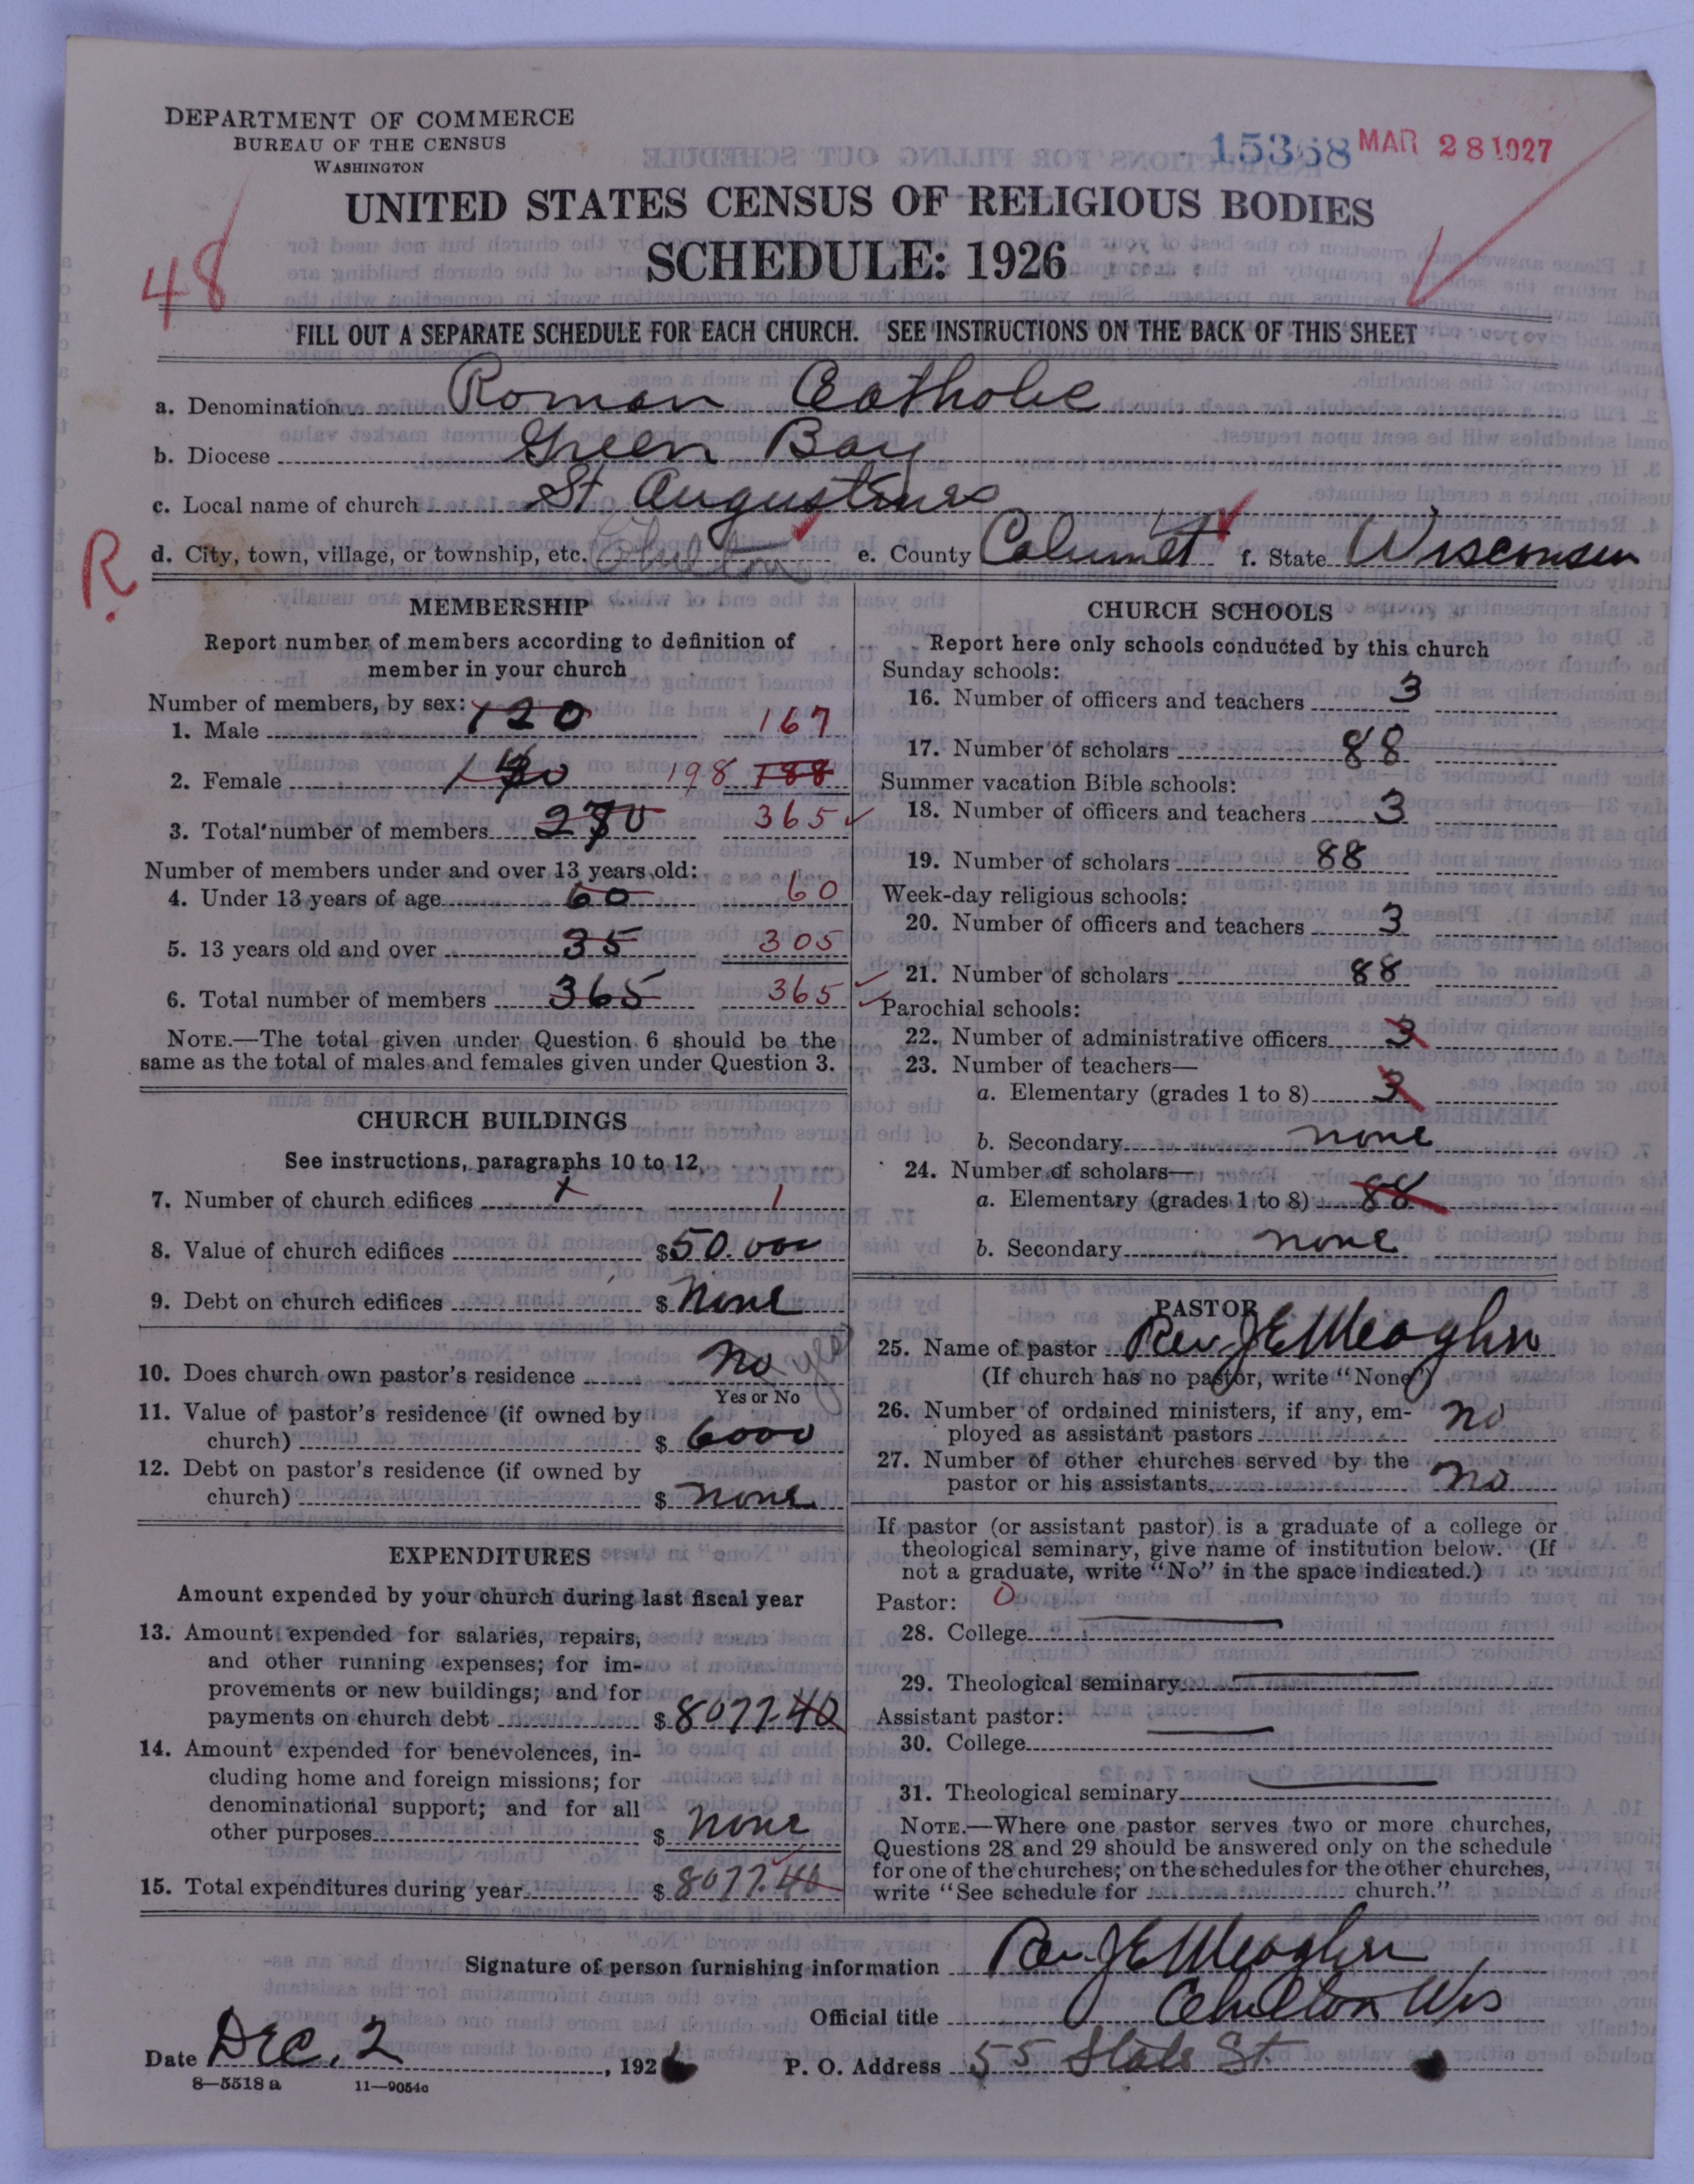 DEPARTMENT OF COMMERCE
BUREAU OF THE CENSUS
WASHINGTON
15368 MAR 28 1927
UNITED STATES CENSUS OF RELIGIOUS BODIES
SCHEDULE: 1926
48
FILL OUT A SEPARATE SCHEDULE FOR EACH CHURCH. SEE INSTRUCTIONS ON THE BACK OF THIS SHEET
a. Denomination Roman Catholic
b. Diocese Green Bay
c. Local name of church St Augustines
R d. City, town, village, or township, etc. Chilton e. County Calumet f. State Wisconsin
MEMBERSHIP
Report number of members according to definition of
member in your church
Number of members, by sex:
1. Male 120 167
2. Female 198 188
3. Total number of members 270 365
Number of members under and over 13 years old:
4. Under 13 years of age 60 60
5. 13 years old and over 35 305
6. Total number of members 365 365
NOTE.—The total given under Question 6 should be the
same as the total of males and females given under Question 3.
CHURCH BUILDINGS
See instructions, paragraphs 10 to 12
7. Number of church edifices 1 1
8. Value of church edifices $50.000
9. Debt on church edifices $ None
10. Does church own pastor's residence No yes
Yes or No
11. Value of pastor's residence (if owned by
church) $ 6000
12. Debt on pastor's residence (if owned by
church) $ none
EXPENDITURES
Amount expended by your church during last fiscal year
13. Amount expended for salaries, repairs,
and other running expenses; for im-
provements or new buildings; and for
payments on church debt $ 8077.40
14. Amount expended for benevolences, in-
cluding home and foreign missions; for
denominational support; and for all
other purposes $ None
15. Total expenditures during year $ 8077.40
CHURCH SCHOOLS
Report here only schools conducted by this church
Sunday schools:
16. Number of officers and teachers 3
17. Number of scholars 88
Summer vacation Bible schools:
18. Number of officers and teachers 3
19. Number of scholars 88
Week-day religious schools:
20. Number of officers and teachers 3
21. Number of scholars 88
Parochial schools:
22. Number of administrative officers 3
23. Number of teachers—
a. Elementary (grades 1 to 8) 3
b. Secondary none
24. Number of scholars—
a. Elementary (grades 1 to 8) 88
b. Secondary none
PASTOR
25. Name of pastor Rev J E Meagher
(If church has no pastor, write "None")
26. Number of ordained ministers, if any, em-
ployed as assistant pastors no
27. Number of other churches served by the
pastor or his assistants no
If pastor (or assistant pastor) is a graduate of a college or
theological seminary, give name of institution below. (If
not a graduate, write "No" in the space indicated.)
Pastor: 0
28. College
29. Theological seminary
Assistant pastor:
30. College
31. Theological seminary
NOTE.—Where one pastor serves two or more churches,
Questions 28 and 29 should be answered only on the schedule
for one of the churches; on the schedules for the other churches,
write "See schedule for church."
Signature of person furnishing information Rev J E Meagher
Official title Chilton Wis
Date Dec. 2, 1926 P. O. Address 55 State St.
8—5518 a 11—9054a